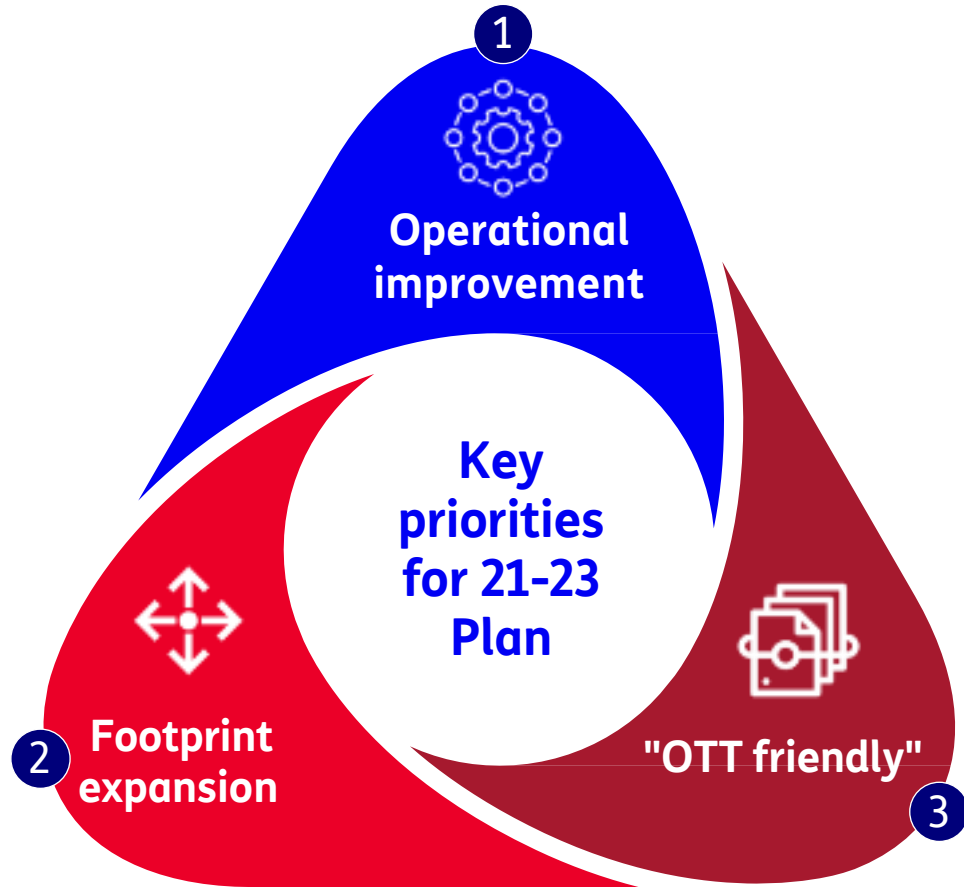 1
Operational
improvement
Key
priorities
for 21-23
Plan
2
Footprint
expansion
"OTT friendly"
3